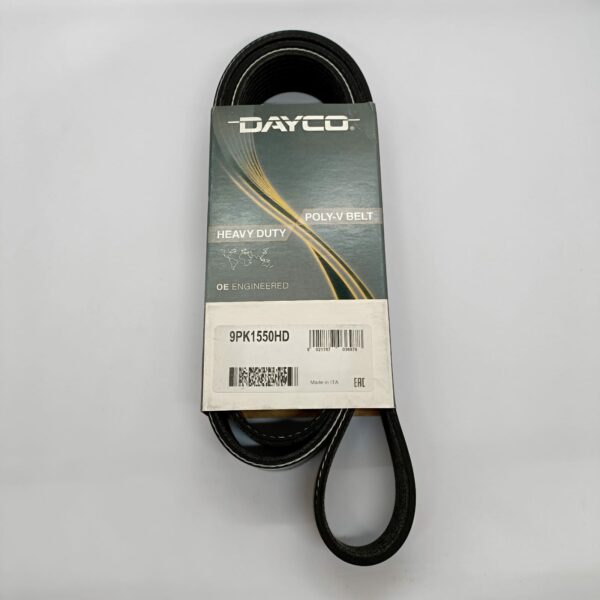 DAYCO®
POLY-V BELT
HEAVY DUTY
OE ENGINEERED
9PK1550HD
Made in ITA
EAC